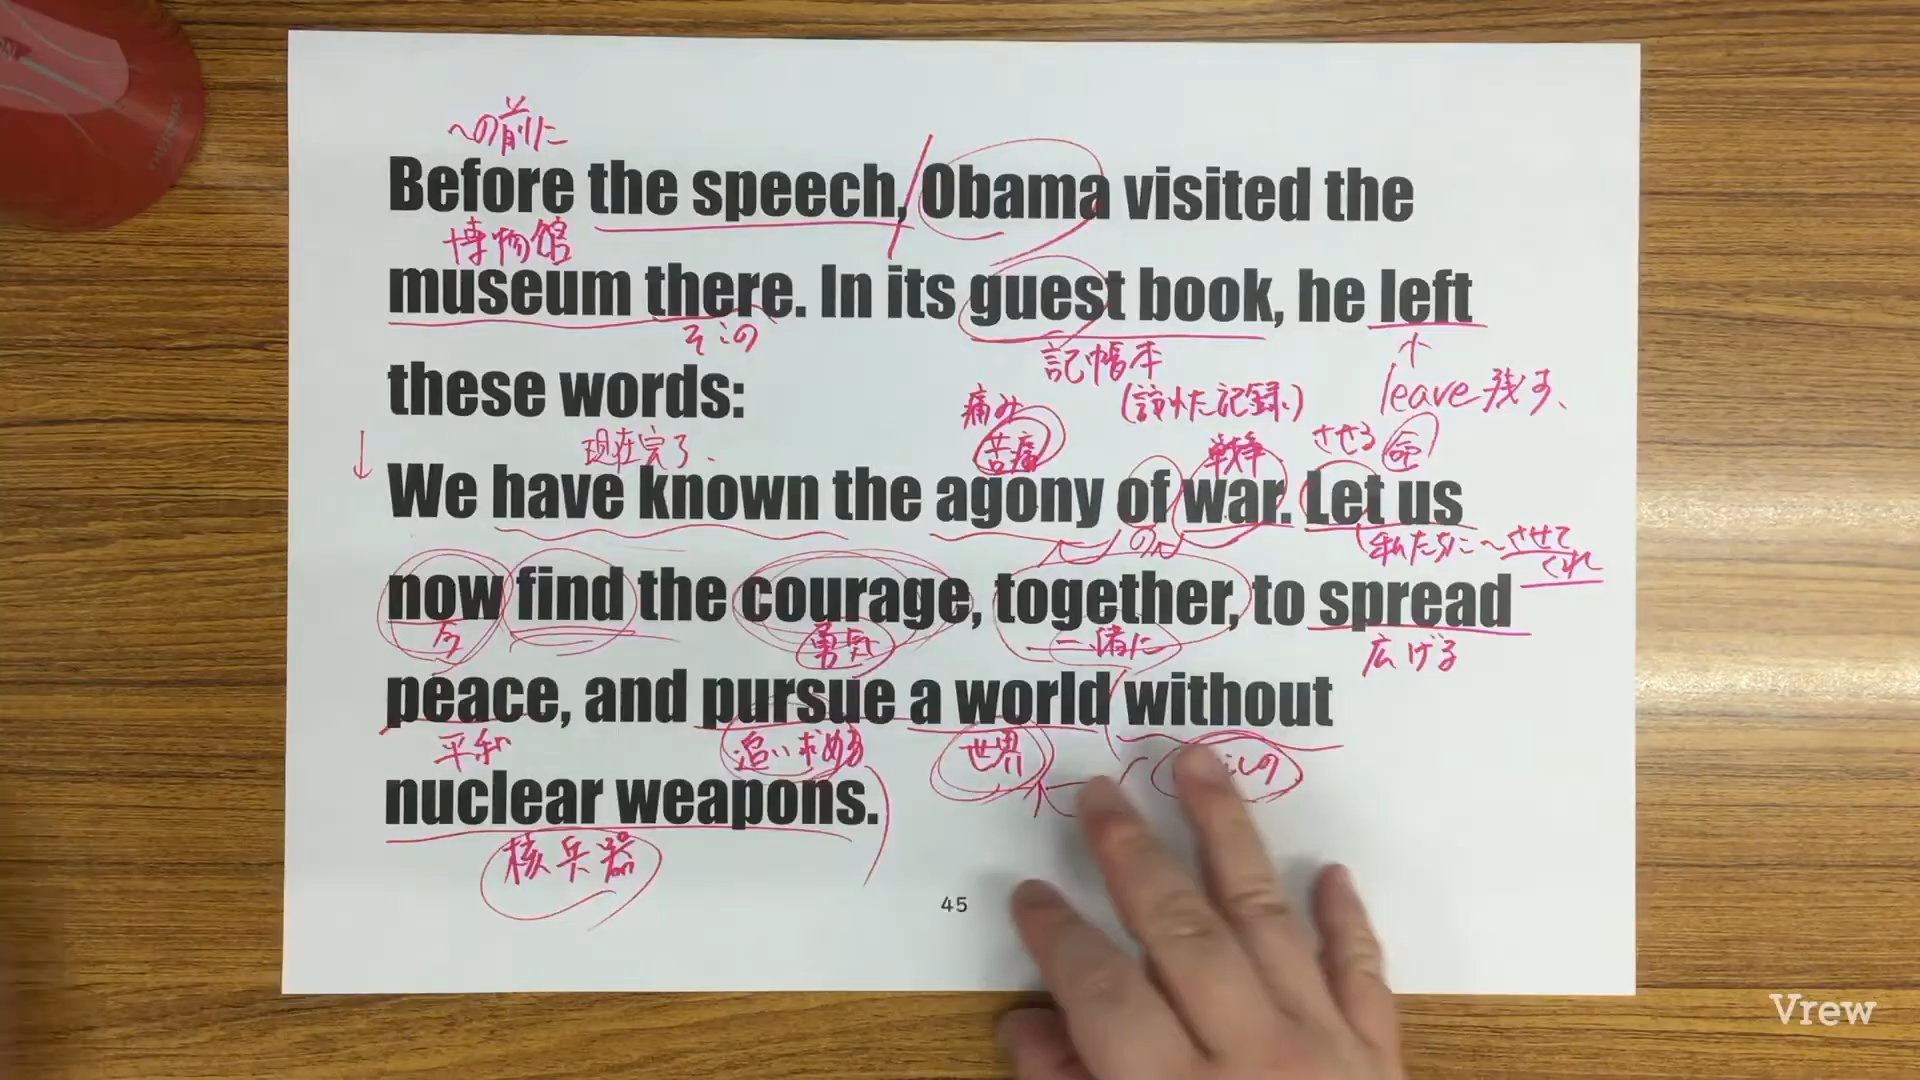 〜の前に
Before the speech, Obama visited the
博物館
museum there. In its guest book, he left
そこの
記帳本
(訪れた記録)
leave 残す、
these words:
痛み
苦痛
現在完了、
戦争
させる 命
We have known the agony of war. Let us
の
私たちに〜させて
くれ
now find the courage, together, to spread
今
勇気
一緒に
広げる
peace, and pursue a world without
平和
追い求める
世界
しの
nuclear weapons.
核兵器
45
Vrew